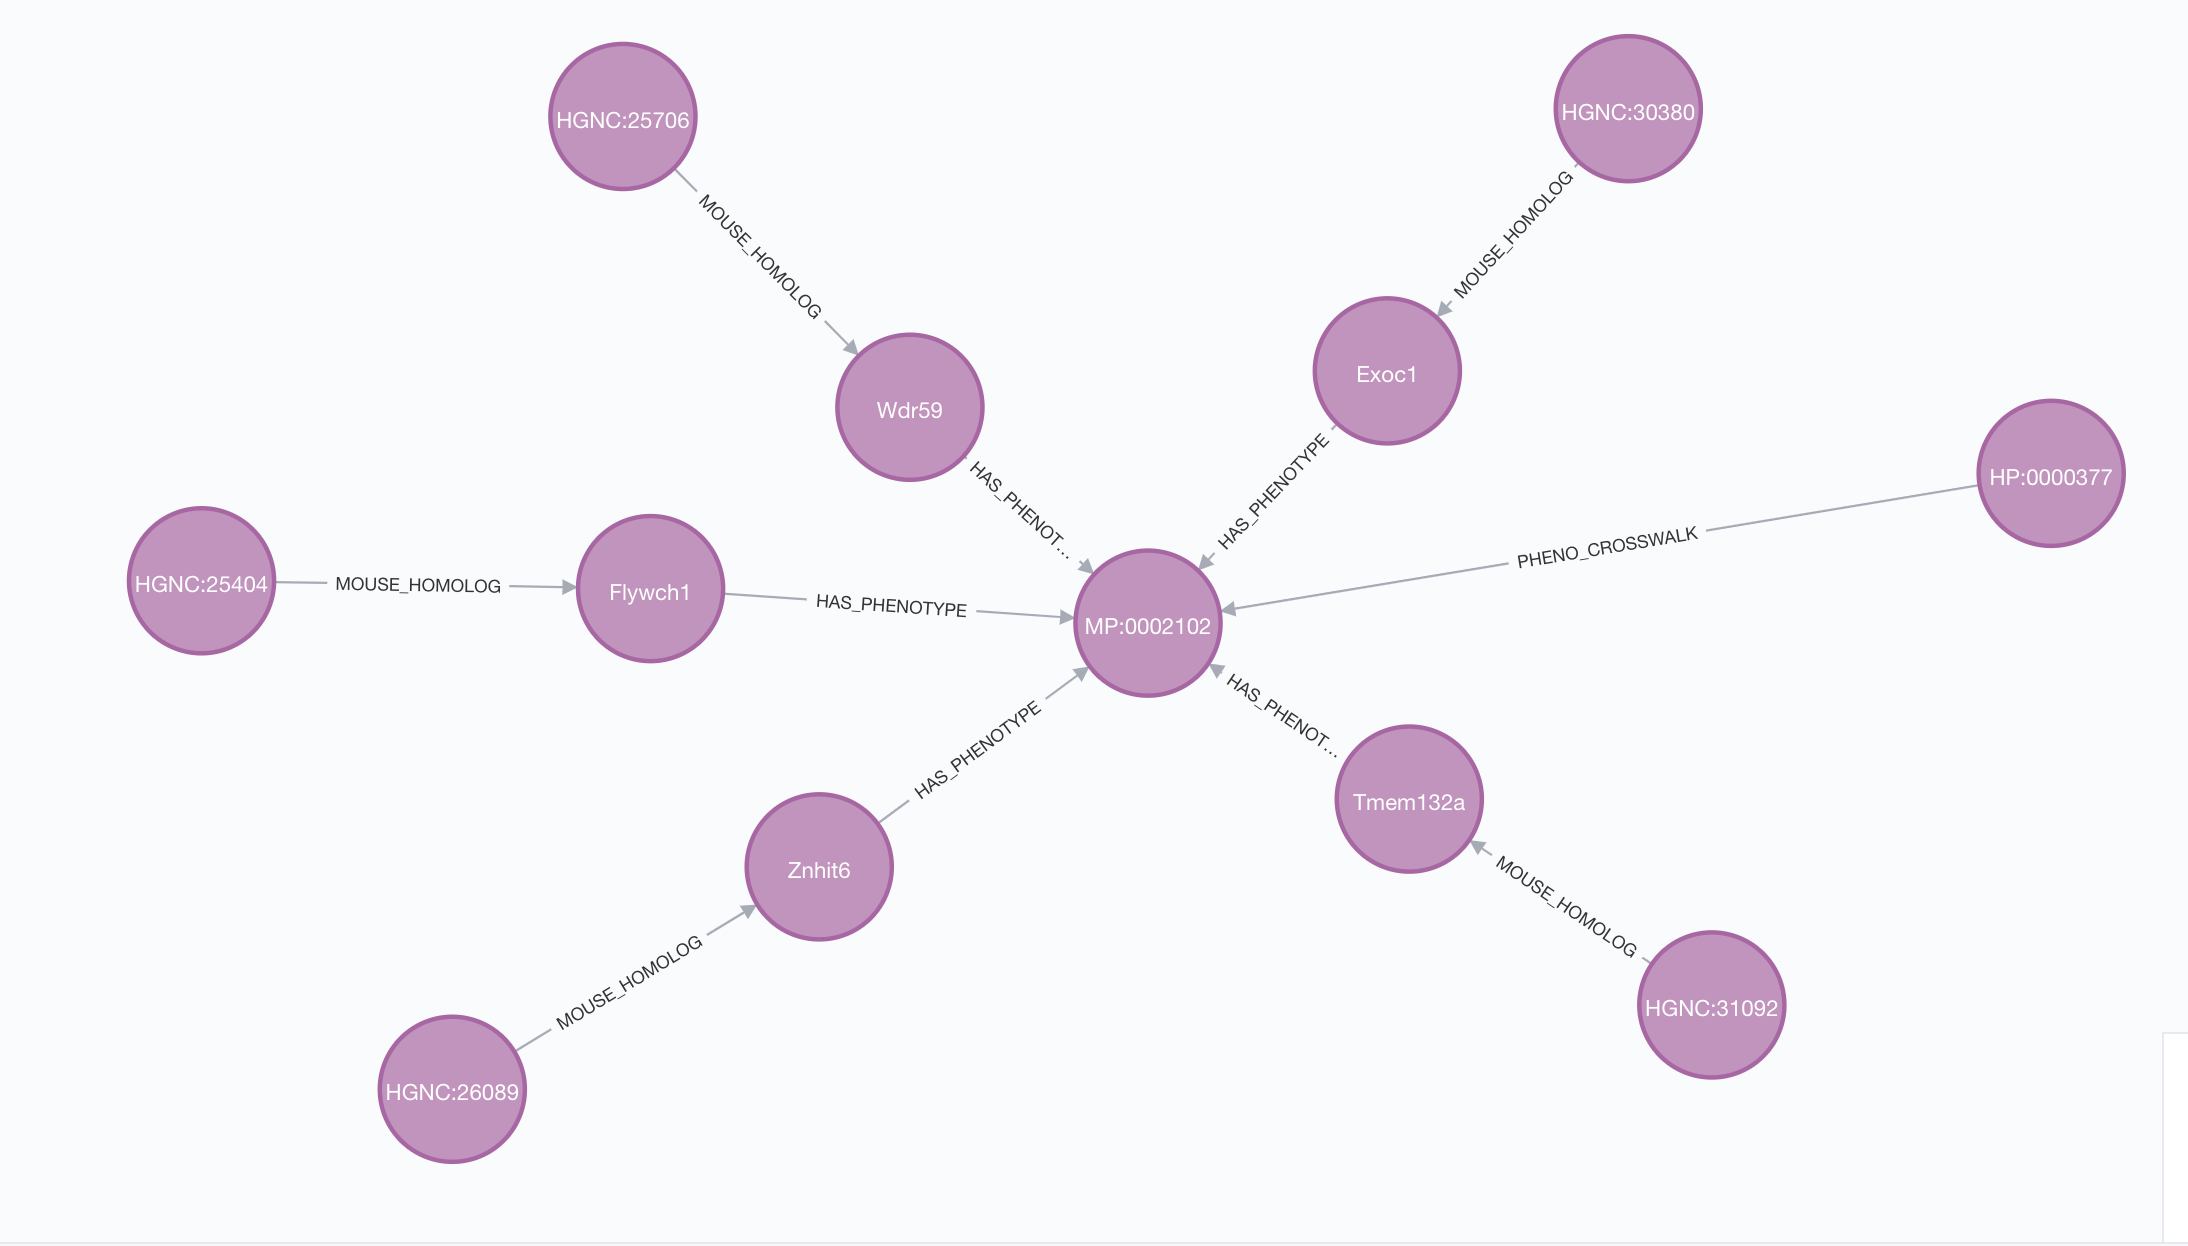 HGNC:25706
HGNC:30380
MOUSE_HOMOLOG
MOUSE_HOMOLOG
Wdr59
Exoc1
HP:0000377
HAS_PHENOT...
HAS_PHENOTYPE
PHENO_CROSSWALK
HGNC:25404
MOUSE_HOMOLOG
Flywch1
HAS_PHENOTYPE
MP:0002102
HAS_PHENOTYPE
HAS_PHENOT...
Znhit6
Tmem132a
MOUSE_HOMOLOG
MOUSE_HOMOLOG
HGNC:26089
HGNC:31092